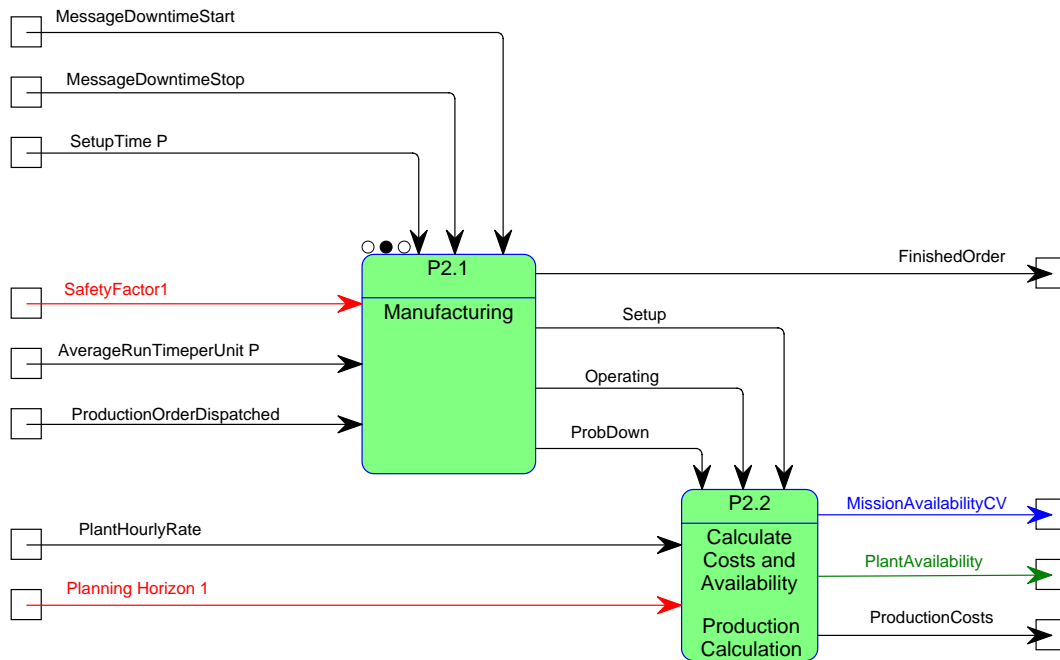 MessageDowntimeStart
MessageDowntimeStop
SetupTime P
P2.1
Manufacturing
SafetyFactor1
AverageRunTimeperUnit P
ProductionOrderDispatched
FinishedOrder
Setup
Operating
ProbDown
PlantHourlyRate
Planning Horizon 1
P2.2
Calculate
Costs and
Availability
Production
Calculation
MissionAvailabilityCV
PlantAvailability
ProductionCosts